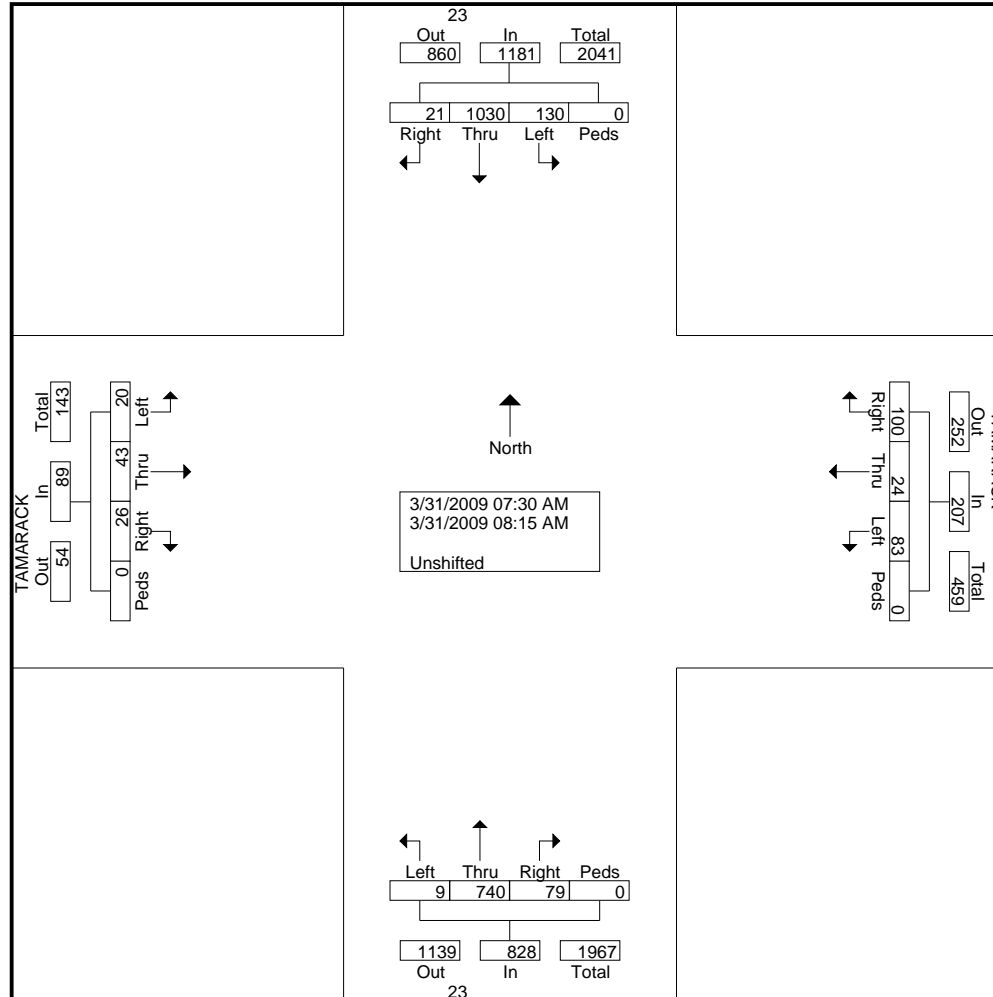 23
Out In Total
860 1181 2041
21 1030 130 0
Right Thru Left Peds
Total In Out
143 89 54
20 43 26 0
Left Thru Right Peds
TAMARACK
North
3/31/2009 07:30 AM
3/31/2009 08:15 AM
Unshifted
Out In Total
252 207 459
100 24 83 0
Right Thru Left Peds
Left Thru Right Peds
9 740 79 0
1139 828 1967
Out In Total
23